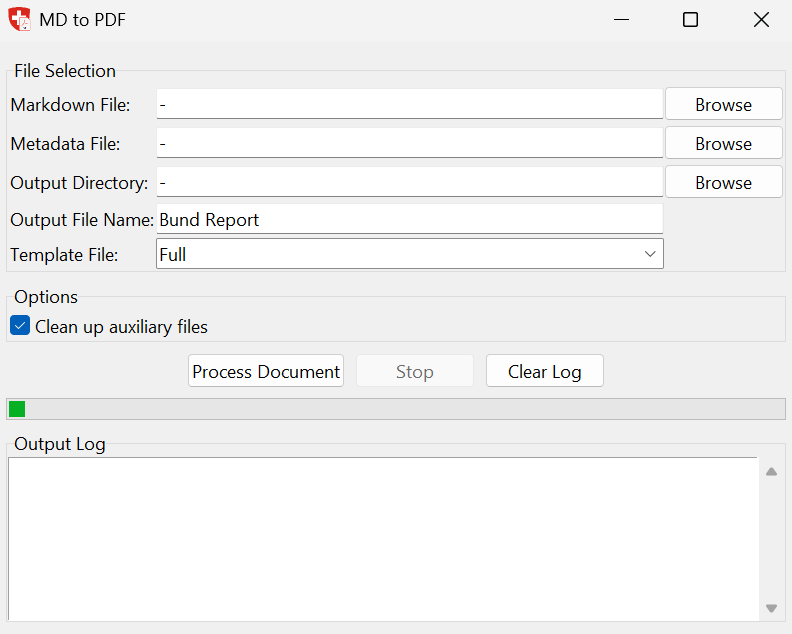 MD to PDF
File Selection
Markdown File: - Browse
Metadata File: - Browse
Output Directory: - Browse
Output File Name: Bund Report
Template File: Full
Options
Clean up auxiliary files
Process Document Stop Clear Log
Output Log